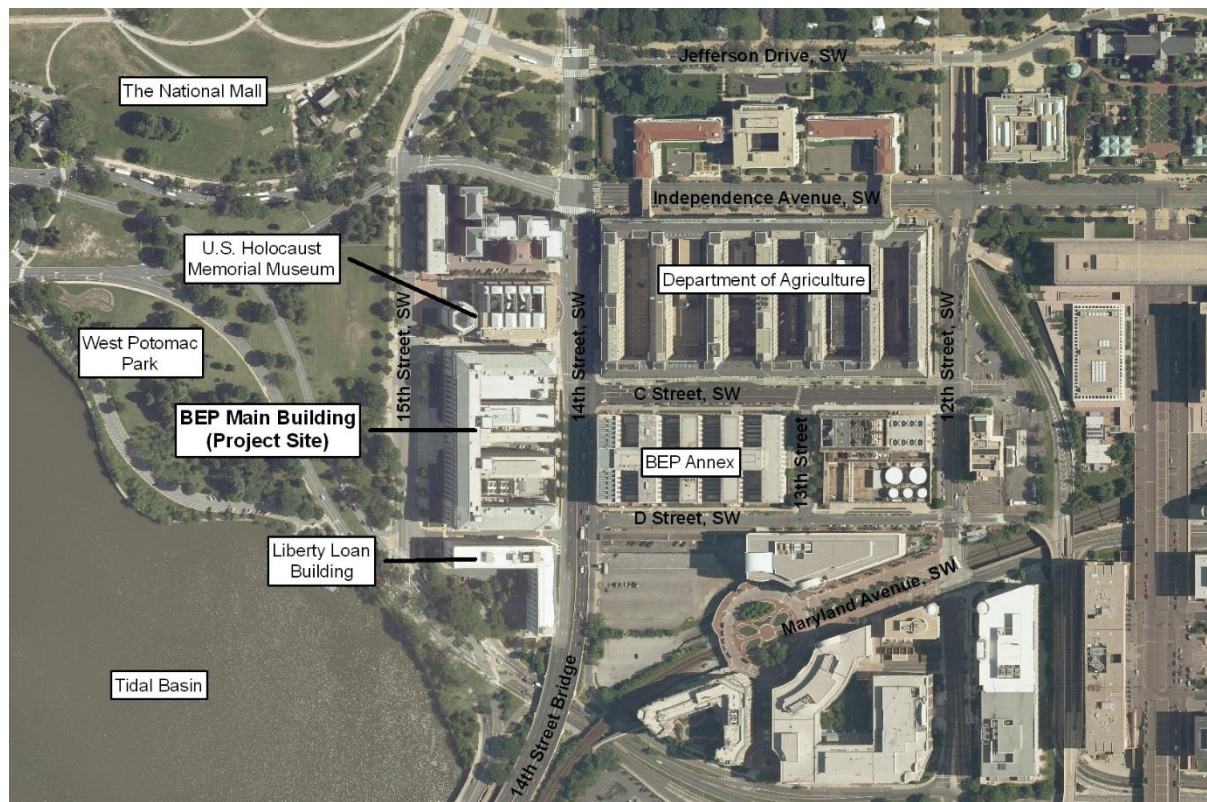 Jefferson Drive, SW
The National Mall
Independence Avenue, SW
U.S. Holocaust
Memorial Museum
Department of Agriculture
15th Street, SW
14th Street, SW
12th Street, SW
West Potomac
Park
C Street, SW
BEP Main Building
(Project Site)
13th Street
BEP Annex
D Street, SW
Liberty Loan
Building
Maryland Avenue, SW
Tidal Basin
14th Street Bridge